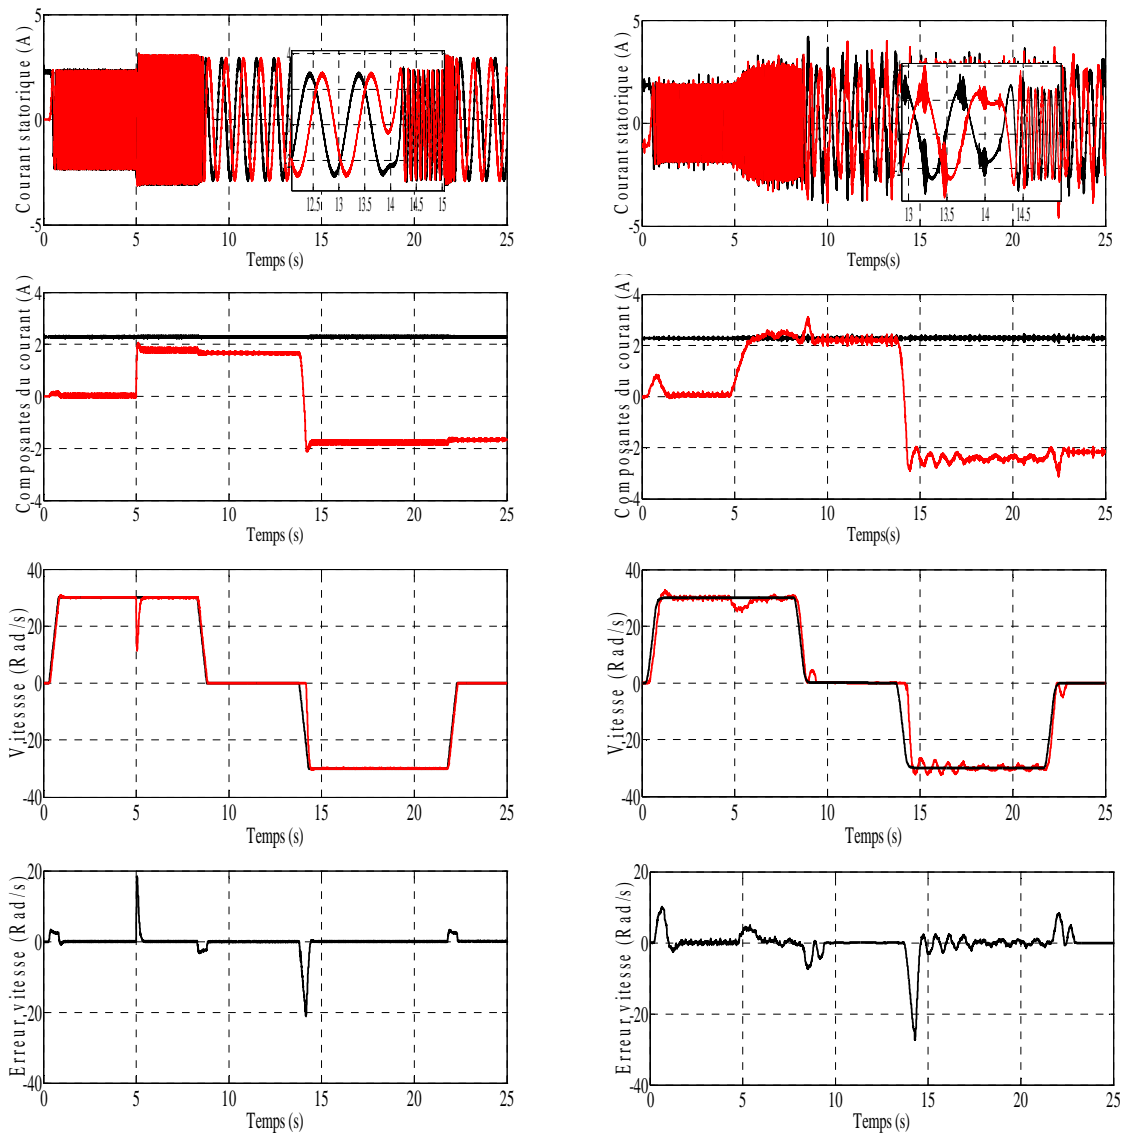 Courant statorique (A)
5
0
-5
0 5 10 15 20 25
Temps (s)
12.5 13 13.5 14 14.5 15
Courant statorique (A)
5
0
-5
0 5 10 15 20 25
Temps(s)
13 13.5 14 14.5
Composantes du courant (A)
4
2
0
-2
-4
0 5 10 15 20 25
Temps (s)
Composantes du courant (A)
4
2
0
-2
-4
0 5 10 15 20 25
Temps(s)
Vitesse (Rad/s)
40
20
0
-20
-40
0 5 10 15 20 25
Temps (s)
Vitesse (Rad/s)
40
20
0
-20
-40
0 5 10 15 20 25
Temps (s)
Erreur vitesse (Rad/s)
20
0
-20
-40
0 5 10 15 20 25
Temps (s)
Erreur vitesse (Rad/s)
20
0
-20
-40
0 5 10 15 20 25
Temps (s)